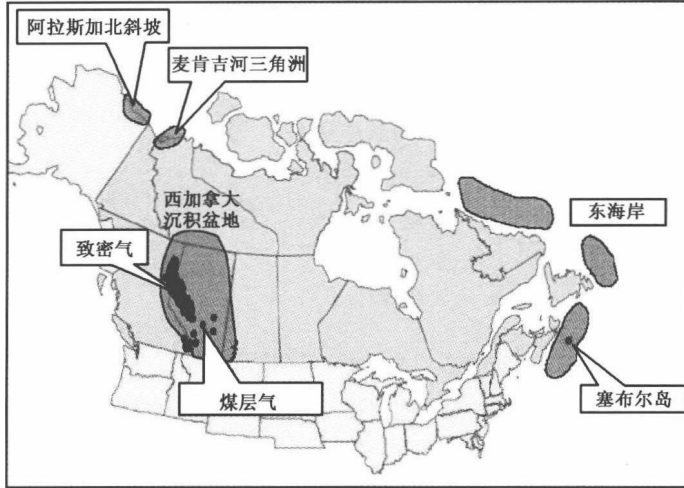 阿拉斯加北斜坡
麦肯吉河三角洲
西加拿大
沉积盆地
东海岸
致密气
煤层气
塞布尔岛